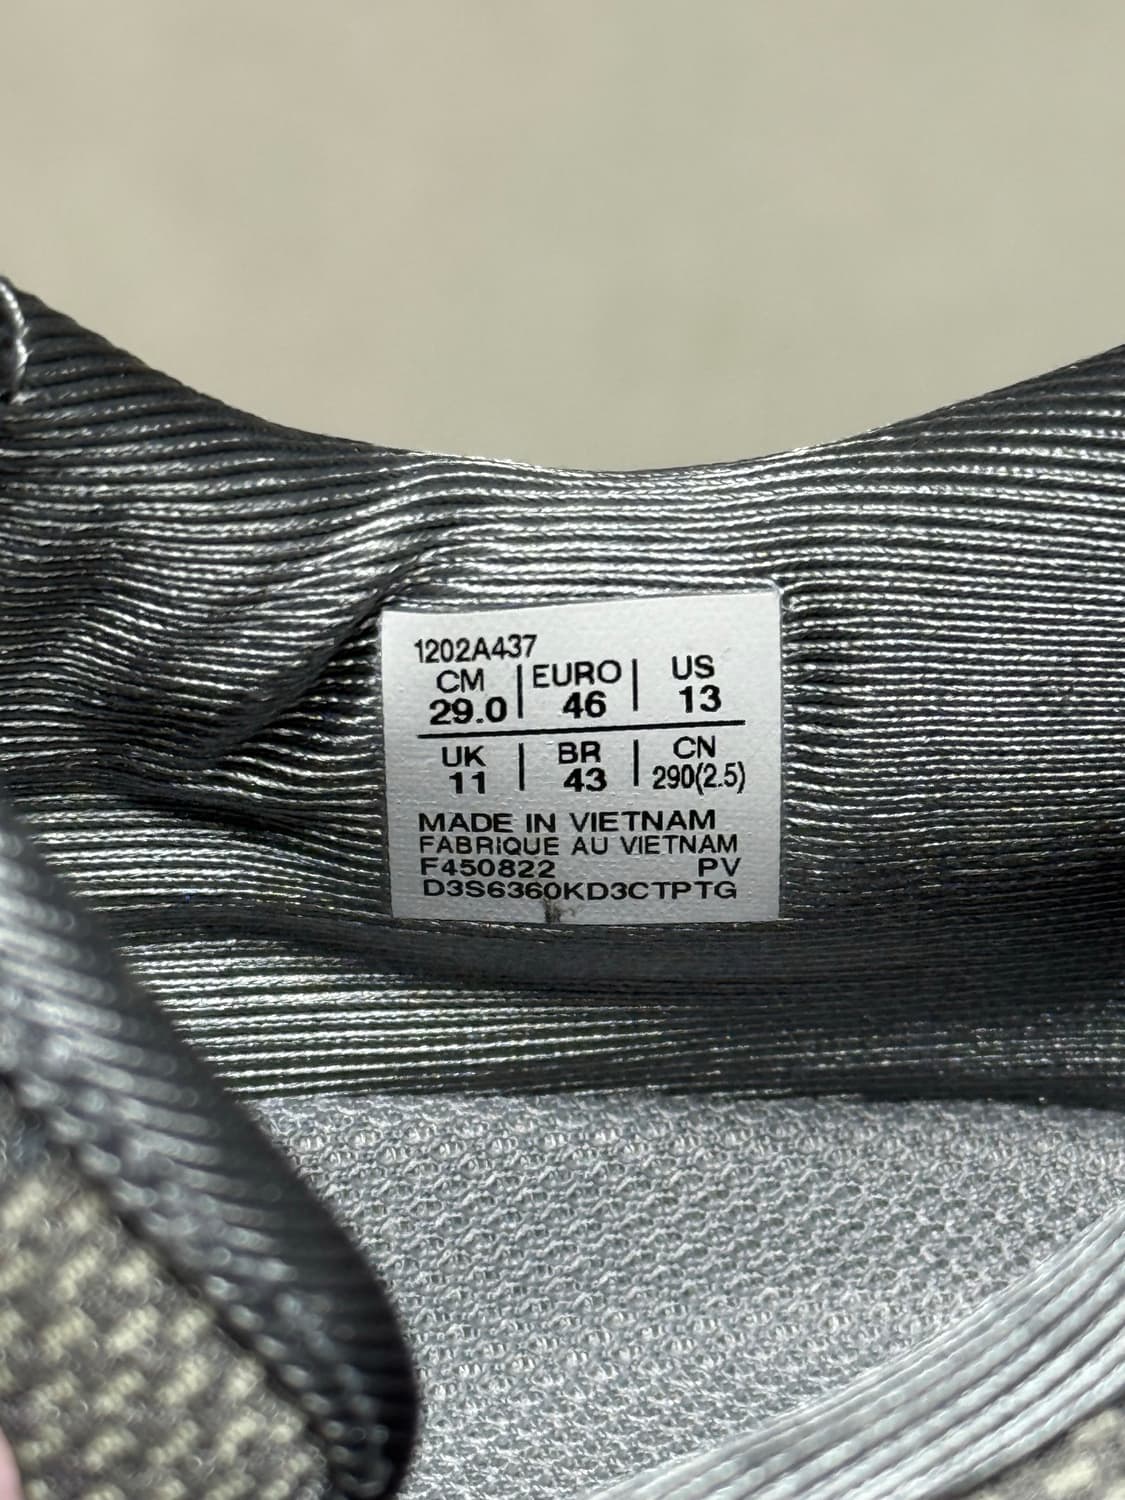 1202A437
CM | EURO | US
29.0 | 46 | 13
UK | BR | CN
11 | 43 | 290(2.5)
MADE IN VIETNAM
FABRIQUE AU VIETNAM
F450822 PV
D3S6360KD3CTPTG